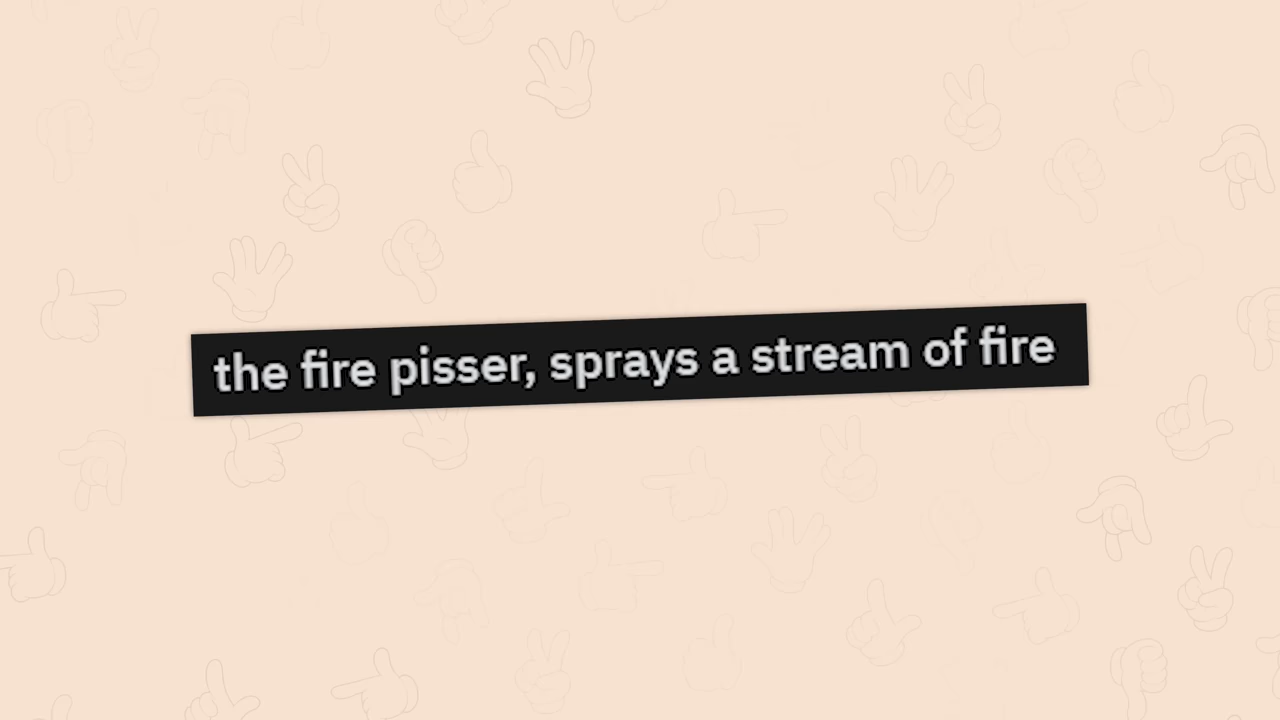 the fire pisser, sprays a stream of fire